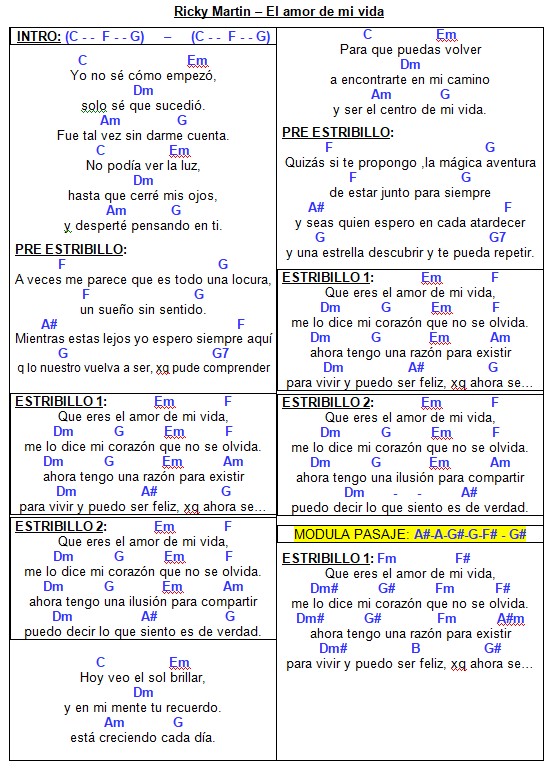 Ricky Martin – El amor de mi vida
INTRO: (C - - F - - G) – (C - - F - - G)
C Em
Yo no sé cómo empezó,
Dm
solo sé que sucedió.
Am G
Fue tal vez sin darme cuenta.
C Em
No podía ver la luz,
Dm
hasta que cerré mis ojos,
Am G
y desperté pensando en ti.
PRE ESTRIBILLO:
F G
A veces me parece que es todo una locura,
F G
un sueño sin sentido.
A# F
Mientras estas lejos yo espero siempre aquí
G G7
q lo nuestro vuelva a ser, xq pude comprender
ESTRIBILLO 1: Em F
Que eres el amor de mi vida,
Dm G Em F
me lo dice mi corazón que no se olvida.
Dm G Em Am
ahora tengo una razón para existir
Dm A# G
para vivir y puedo ser feliz, xq ahora se...
ESTRIBILLO 2: Em F
Que eres el amor de mi vida,
Dm G Em F
me lo dice mi corazón que no se olvida.
Dm G Em Am
ahora tengo una ilusión para compartir
Dm A# G
puedo decir lo que siento es de verdad.
C Em
Hoy veo el sol brillar,
Dm
y en mi mente tu recuerdo.
Am G
está creciendo cada día.
C Em
Para que puedas volver
Dm
a encontrarte en mi camino
Am G
y ser el centro de mi vida.
PRE ESTRIBILLO:
F G
Quizás si te propongo ,la mágica aventura
F G
de estar junto para siempre
A# F
y seas quien espero en cada atardecer
G G7
y una estrella descubrir y te pueda repetir.
ESTRIBILLO 1: Em F
Que eres el amor de mi vida,
Dm G Em F
me lo dice mi corazón que no se olvida.
Dm G Em Am
ahora tengo una razón para existir
Dm A# G
para vivir y puedo ser feliz, xq ahora se...
ESTRIBILLO 2: Em F
Que eres el amor de mi vida,
Dm G Em F
me lo dice mi corazón que no se olvida.
Dm G Em Am
ahora tengo una ilusión para compartir
Dm - - A#
puedo decir lo que siento es de verdad.
MODULA PASAJE: A#-A-G#-G-F# - G#
ESTRIBILLO 1: Fm F#
Que eres el amor de mi vida,
Dm# G# Fm F#
me lo dice mi corazón que no se olvida.
Dm# G# Fm A#m
ahora tengo una razón para existir
Dm# B G#
para vivir y puedo ser feliz, xq ahora se...